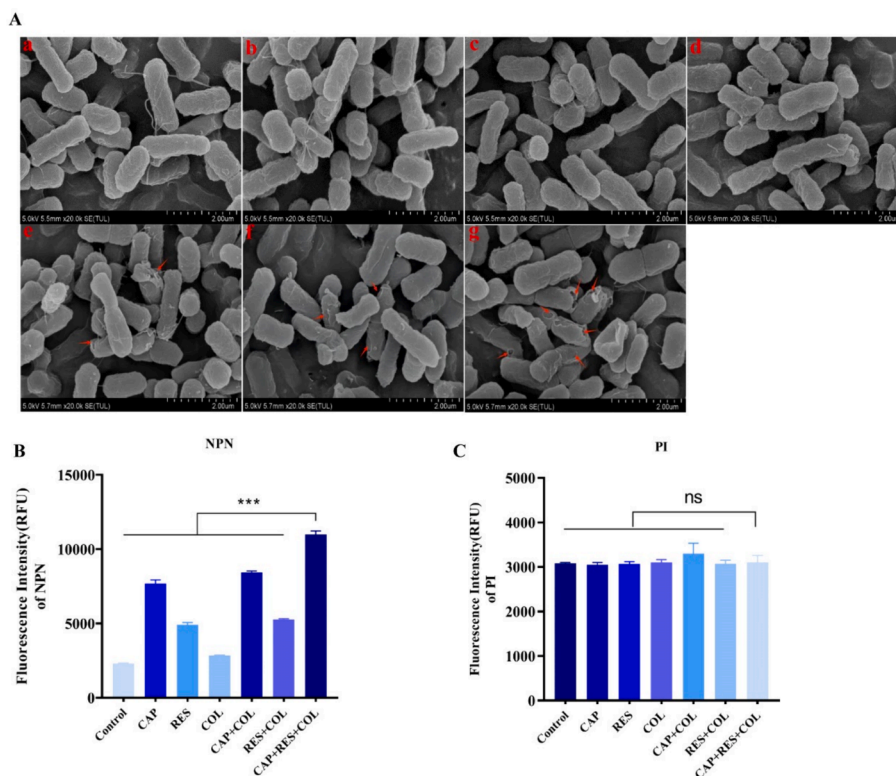 A
a
b
c
d
5.0kV 5.5mm x20.0k SE(TUL) 2.00um
5.0kV 5.5mm x20.0k SE(TUL) 2.00um
5.0kV 5.5mm x20.0k SE(TUL) 2.00um
5.0kV 5.9mm x20.0k SE(TUL) 2.00um
e
f
g
5.0kV 5.7mm x20.0k SE(TUL) 2.00um
5.0kV 5.7mm x20.0k SE(TUL) 2.00um
5.0kV 5.7mm x20.0k SE(TUL) 2.00um
B
NPN
Fluorescence Intensity(RFU)
of NPN
15000
10000
5000
0
***
Control
CAP
RES
COL
CAP+COL
RES+COL
CAP+RES+COL
C
PI
Fluorescence Intensity(RFU)
of PI
5000
4000
3000
2000
1000
0
ns
Control
CAP
RES
COL
CAP+COL
RES+COL
CAP+RES+COL